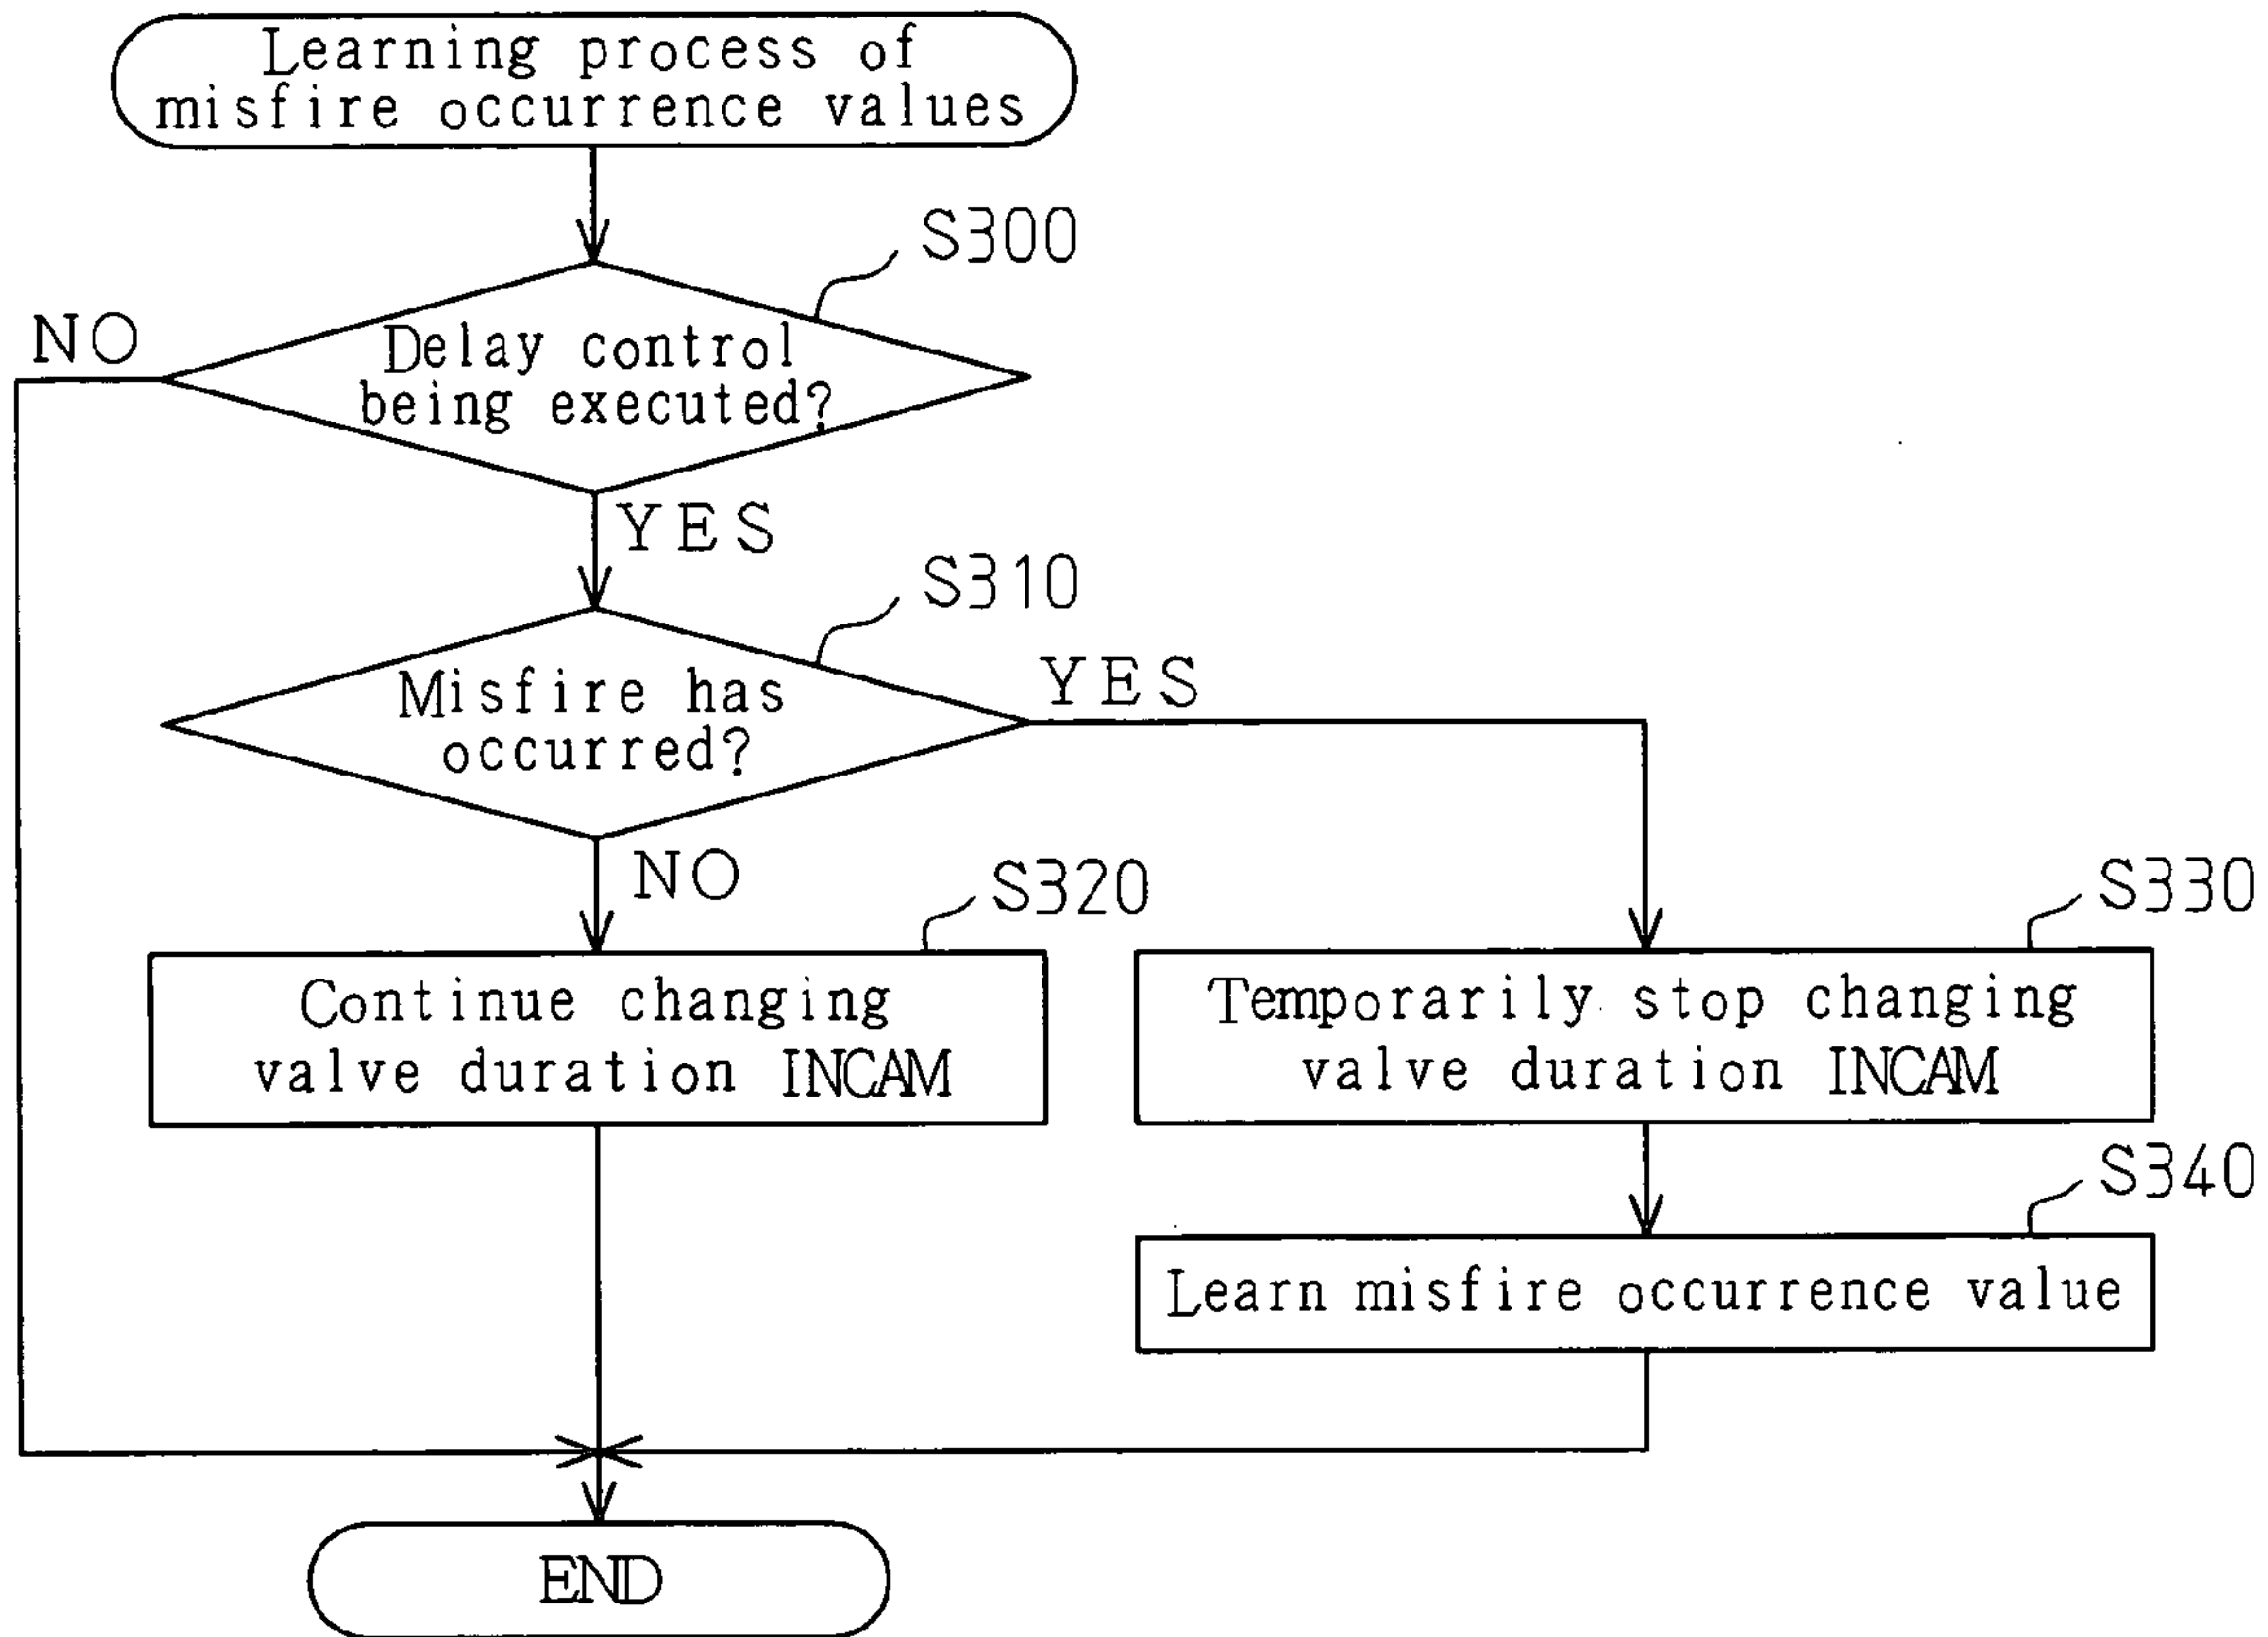 Learning process of
misfire occurrence values
S300
NO
Delay control
being executed?
YES
S310
Misfire has
occurred?
YES
NO
S320
S330
Continue changing
valve duration INCAM
Temporarily stop changing
valve duration INCAM
S340
Learn misfire occurrence value
END